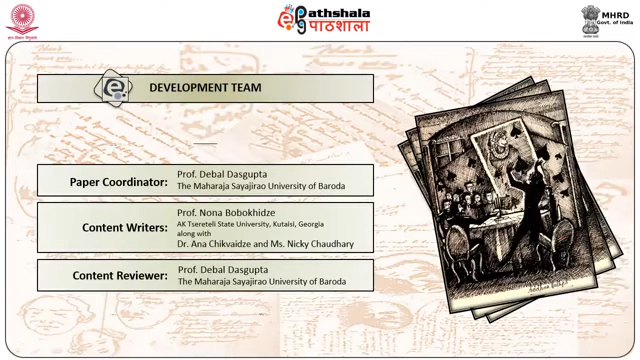 Pathshala
पाठशाला
MHRD
Govt. of India
DEVELOPMENT TEAM
Paper Coordinator:
Prof. Debal Dasgupta
The Maharaja Sayajirao University of Baroda
Content Writers:
Prof. Nona Bobokhidze
AK Tsereteli State University, Kutaisi, Georgia
along with
Dr. Ana Chikvaidze and Ms. Nicky Chaudhary
Content Reviewer:
Prof. Debal Dasgupta
The Maharaja Sayajirao University of Baroda